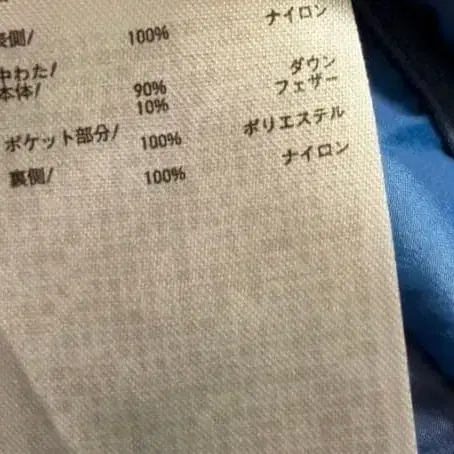 表側/ 100% ナイロン
中わた/
本体/ 90% ダウン
10% フェザー
ポケット部分/ 100% ポリエステル
裏側/ 100% ナイロン